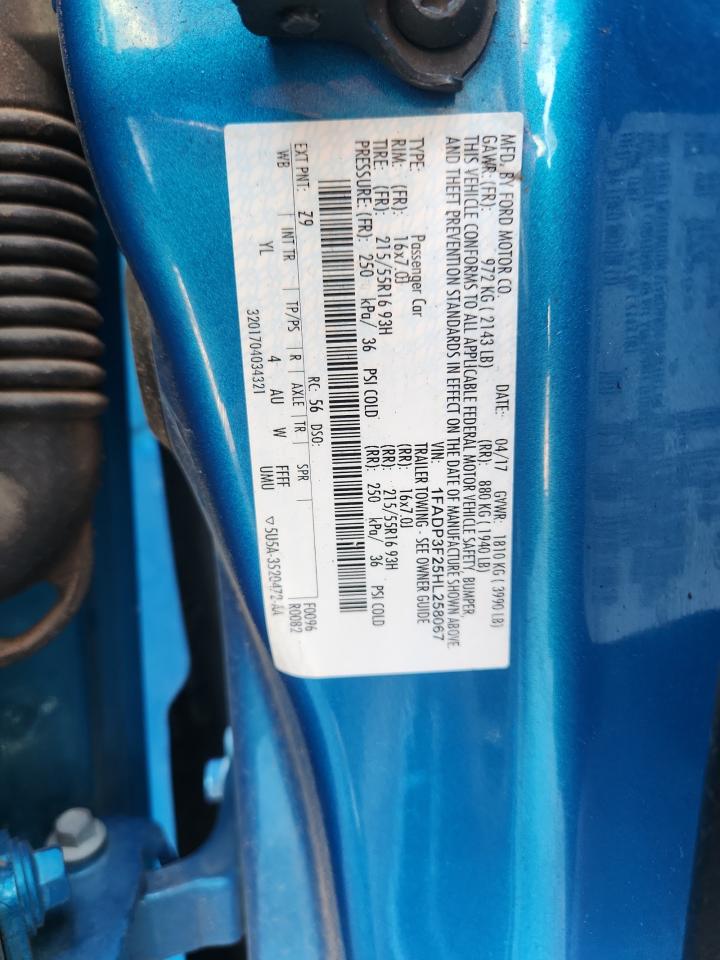 MFD. BY FORD MOTOR CO.
DATE: 04/17 GVWR: 1810 KG ( 3990 LB)
GAWR: (FR): 972 KG ( 2143 LB) (RR): 880 KG ( 1940 LB)
THIS VEHICLE CONFORMS TO ALL APPLICABLE FEDERAL MOTOR VEHICLE SAFETY, BUMPER,
AND THEFT PREVENTION STANDARDS IN EFFECT ON THE DATE OF MANUFACTURE SHOWN ABOVE.
VIN: 1FADP3F25HL258067
TYPE: Passenger Car TRAILER TOWING - SEE OWNER GUIDE
RIM: (FR): 16x7.0J (RR): 16x7.0J
TIRE: (FR): 215/55R16 93H (RR): 215/55R16 93H
PRESSURE: (FR): 250 kPa/ 36 PSI COLD (RR): 250 kPa/ 36 PSI COLD
F0096
R0082
EXT PNT: Z9 RC: 56 DSO:
WB INT TR TP/PS R AXLE TR SPR
YL 4 AU W FFFF
UMU
3201704034321
5U5A-3520472-AA